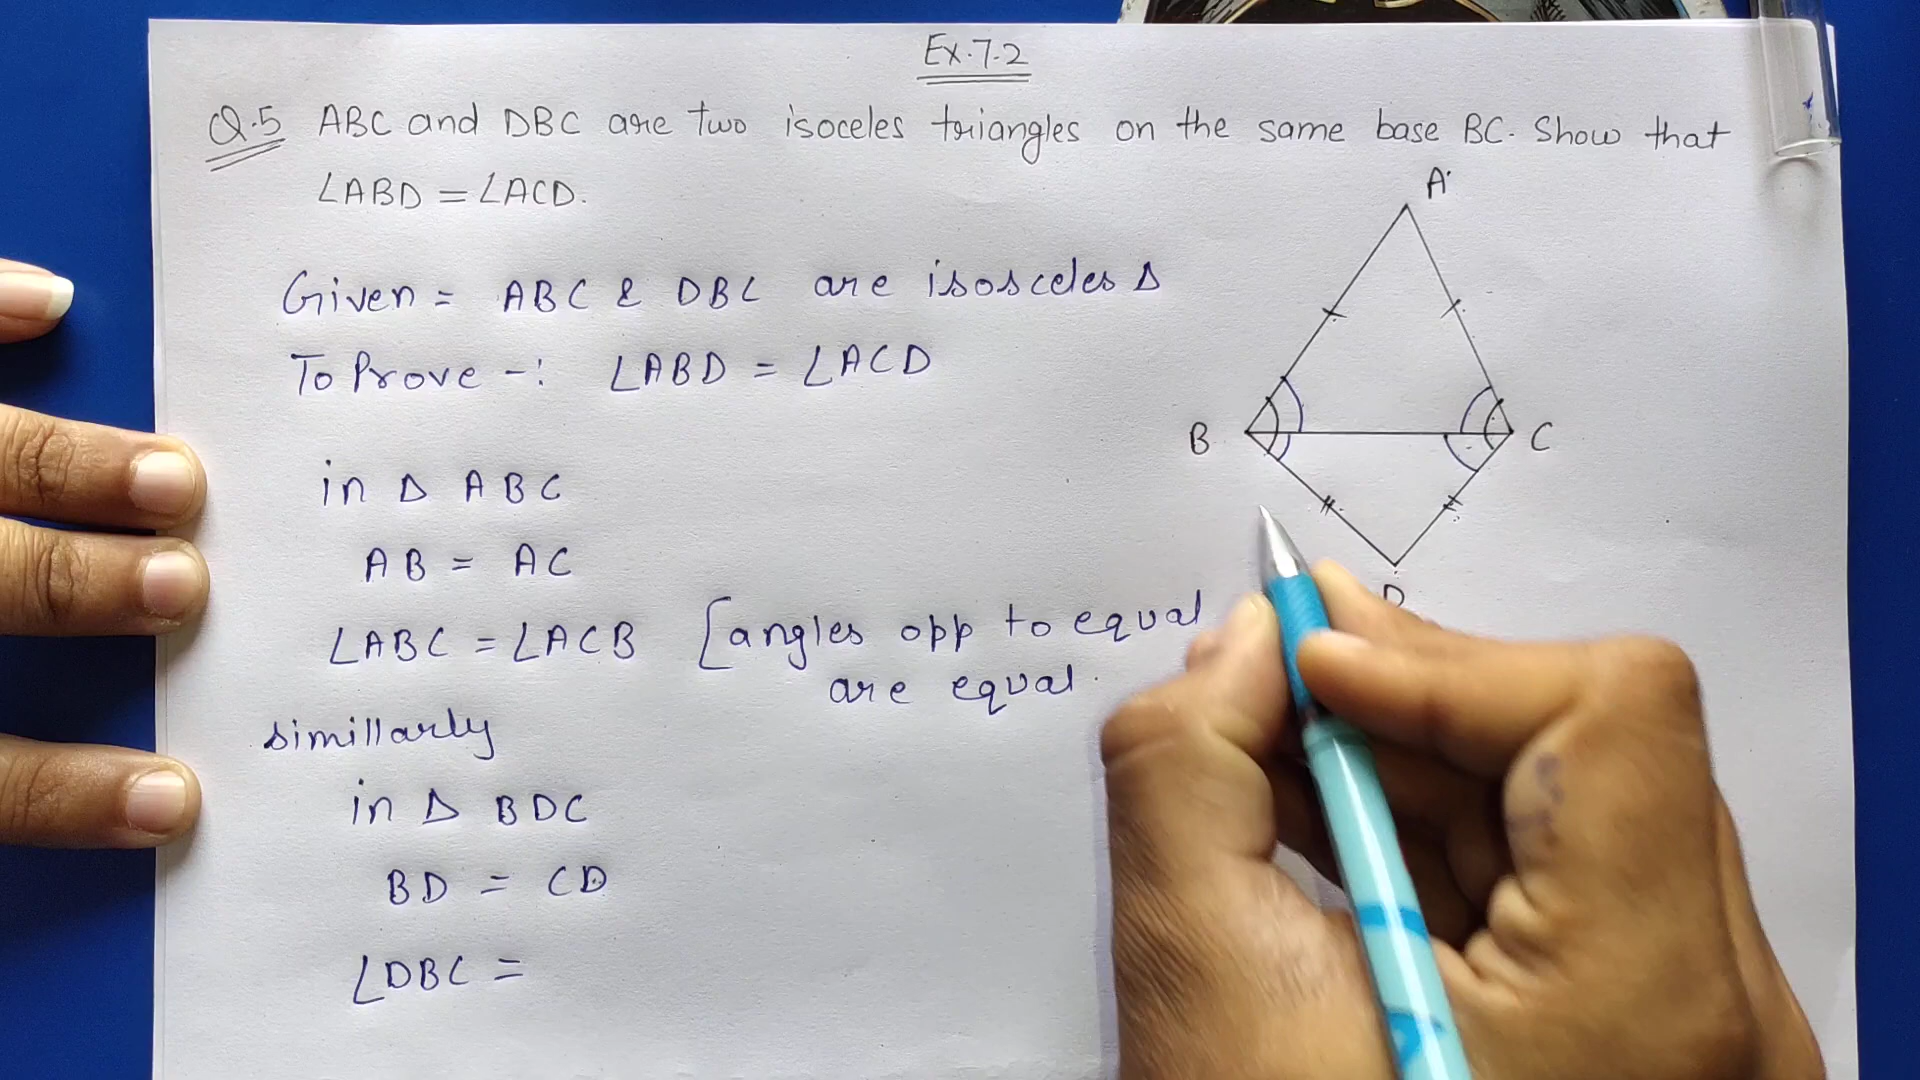 Ex.7.2
Q.5 ABC and DBC are two isoceles triangles on the same base BC. Show that
∠ABD = ∠ACD.
Given = ABC & DBC are isosceles Δ
To Prove -: ∠ABD = ∠ACD
in Δ ABC
AB = AC
∠ABC = ∠ACB [angles opp to equal
are equal.
simillarly
in Δ BDC
BD = CD
∠DBC =
A
B
C
D